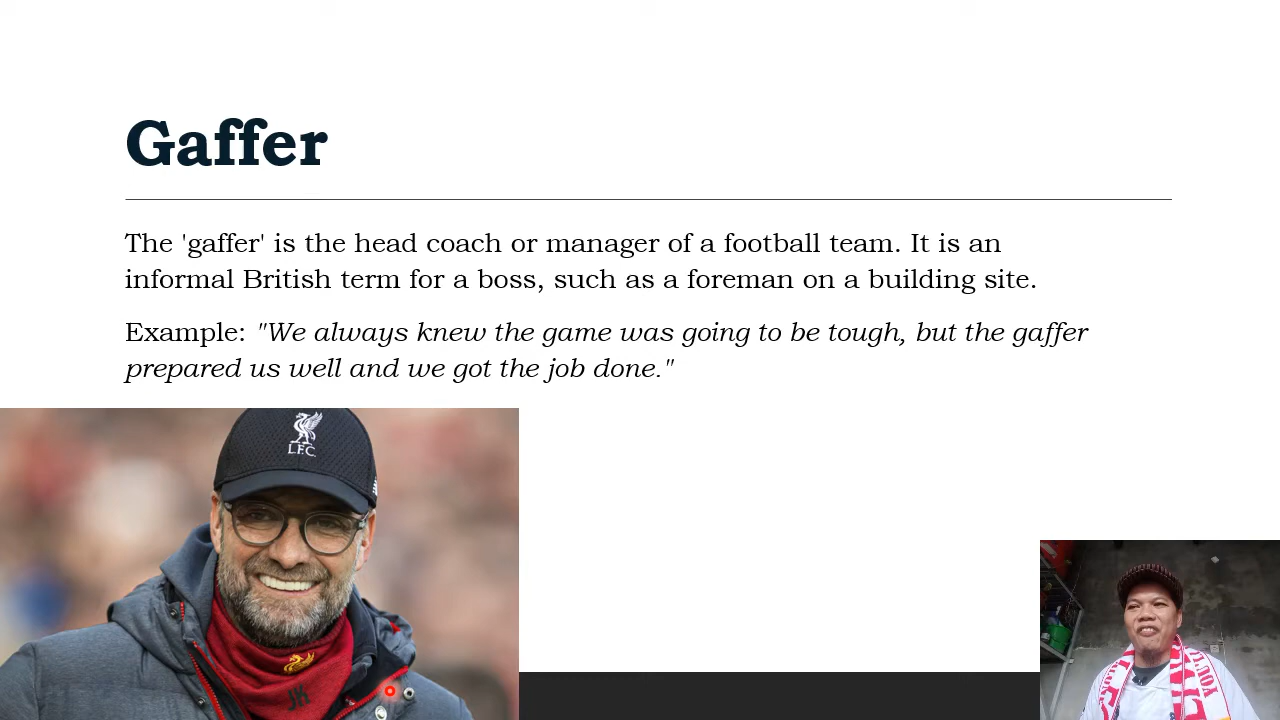 Gaffer
The 'gaffer' is the head coach or manager of a football team. It is an
informal British term for a boss, such as a foreman on a building site.
Example: "We always knew the game was going to be tough, but the gaffer
prepared us well and we got the job done."
L.F.C.
JK
YOU'